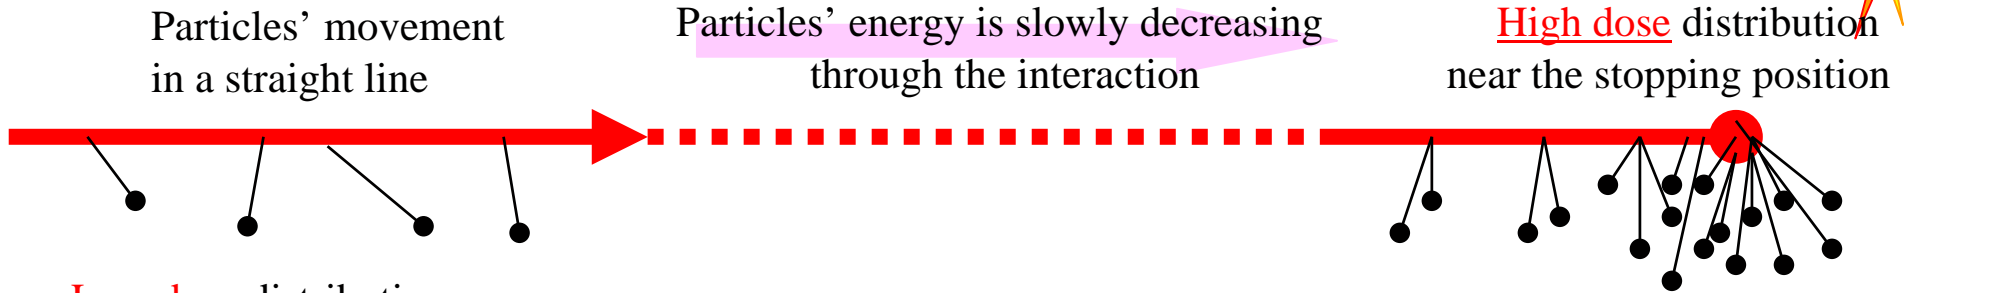 Particles’ movement
in a straight line
Particles’ energy is slowly decreasing
through the interaction
High dose distribution
near the stopping position